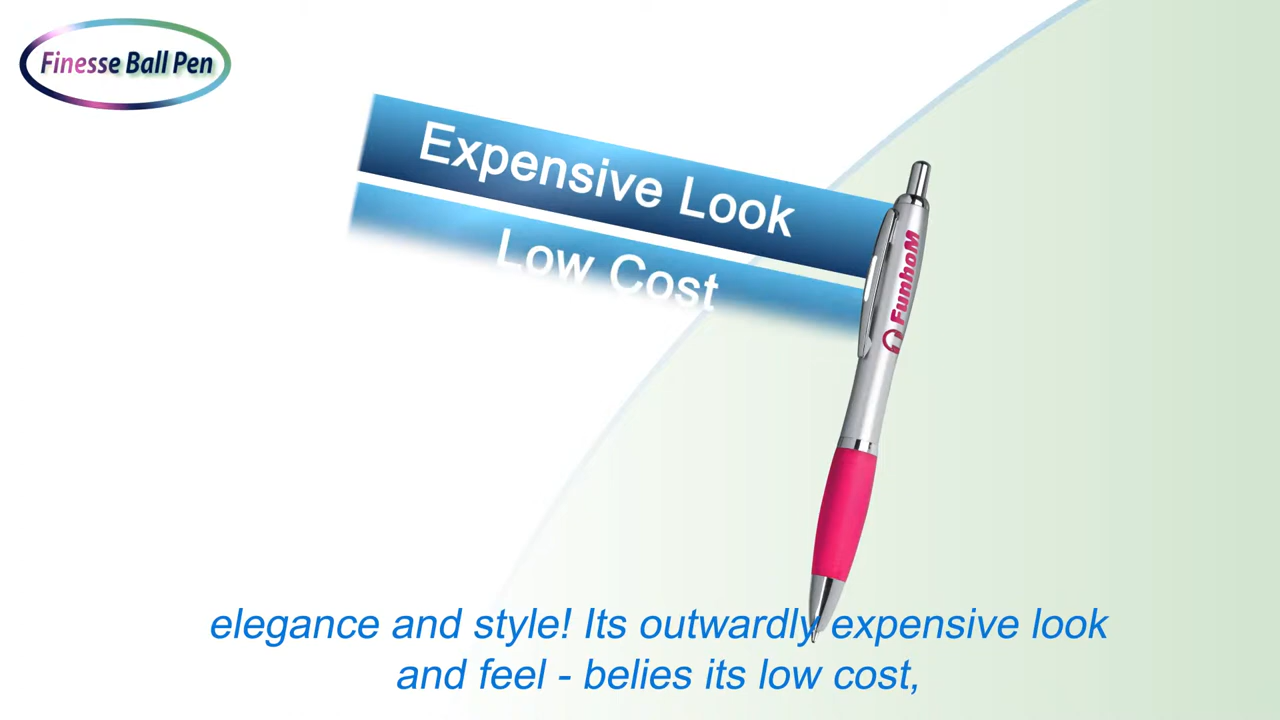 Finesse Ball Pen
Expensive Look
Low Cost
FunhoM
elegance and style! Its outwardly expensive look
and feel - belies its low cost,